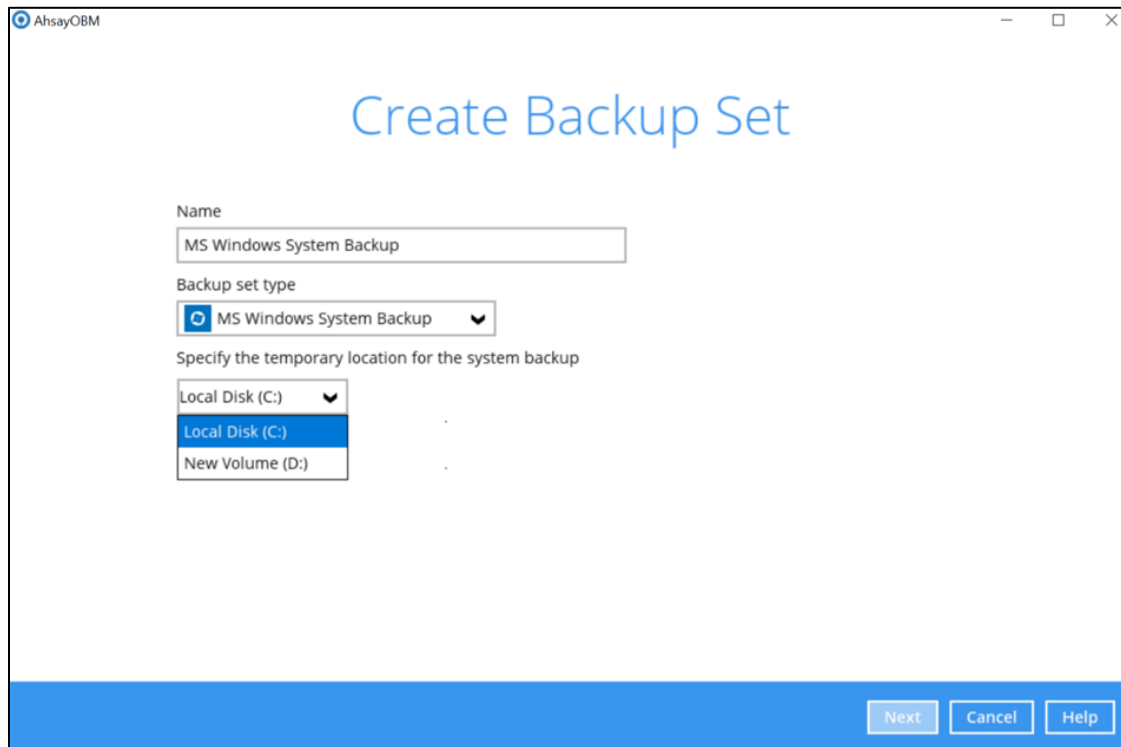 AhsayOBM
Create Backup Set
Name
MS Windows System Backup
Backup set type
MS Windows System Backup
Specify the temporary location for the system backup
Local Disk (C:)
Local Disk (C:)
New Volume (D:)
Next Cancel Help